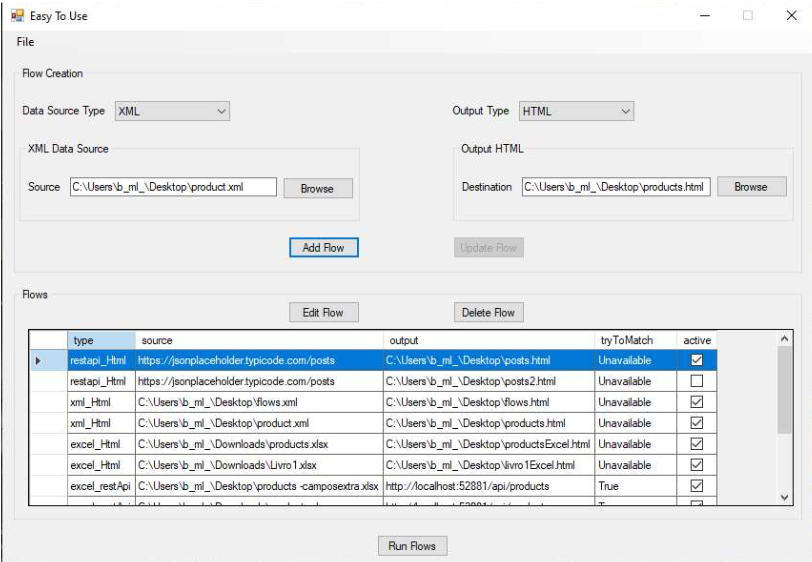 Easy To Use
File
Flow Creation
Data Source Type XML Output Type HTML
XML Data Source Output HTML
Source C:\Users\b_ml_\Desktop\product.xml Browse Destination C:\Users\b_ml_\Desktop\products.html Browse
Add Flow Update Flow
Flows
Edit Flow Delete Flow
type source output tryToMatch active
restapi_Html https://jsonplaceholder.typicode.com/posts C:\Users\b_ml_\Desktop\posts.html Unavailable
restapi_Html https://jsonplaceholder.typicode.com/posts C:\Users\b_ml_\Desktop\posts2.html Unavailable
xml_Html C:\Users\b_ml_\Desktop\flows.xml C:\Users\b_ml_\Desktop\flows.html Unavailable
xml_Html C:\Users\b_ml_\Desktop\product.xml C:\Users\b_ml_\Desktop\products.html Unavailable
excel_Html C:\Users\b_ml_\Downloads\products.xlsx C:\Users\b_ml_\Desktop\productsExcel.html Unavailable
excel_Html C:\Users\b_ml_\Downloads\Livro1.xlsx C:\Users\b_ml_\Desktop\livro1Excel.html Unavailable
excel_restApi C:\Users\b_ml_\Desktop\products -camposextra.xlsx http://localhost:52881/api/products True
Run Flows